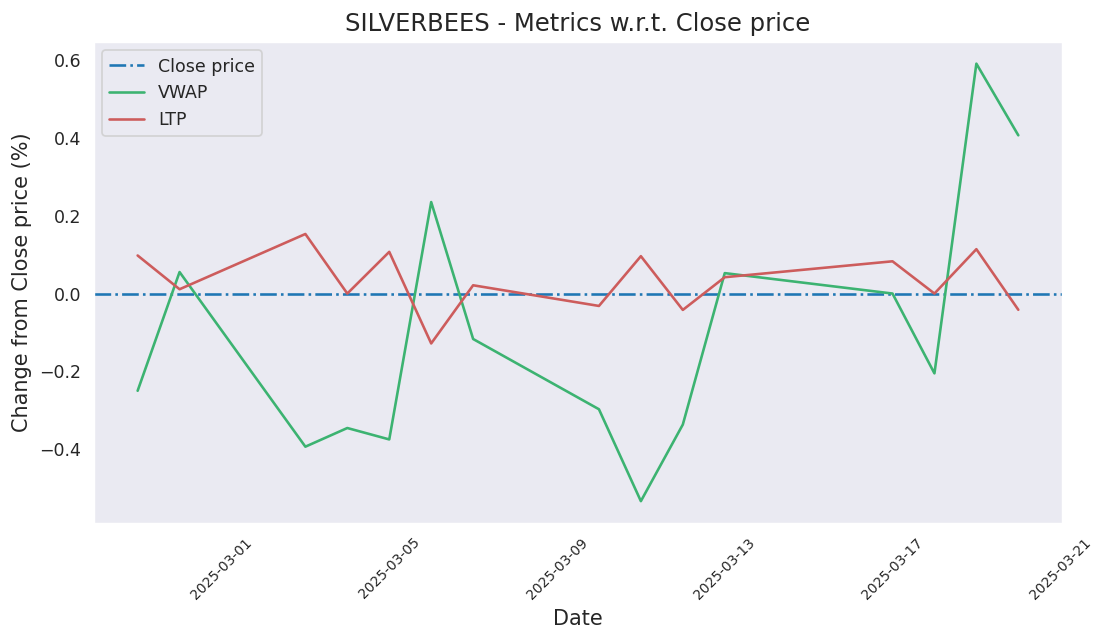 SILVERBEES - Metrics w.r.t. Close price
Close price
VWAP
LTP
Change from Close price (%)
0.6
0.4
0.2
0.0
−0.2
−0.4
2025-03-01
2025-03-05
2025-03-09
2025-03-13
2025-03-17
2025-03-21
Date